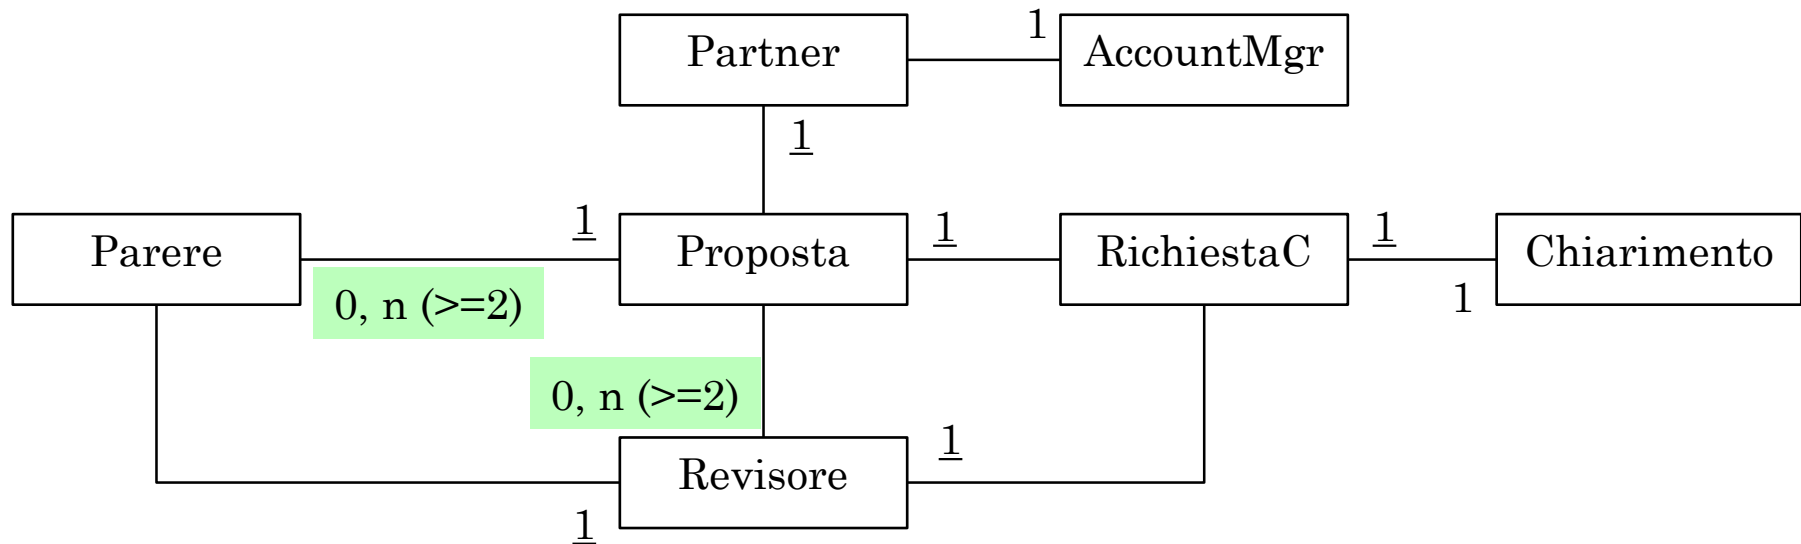 1
Partner
AccountMgr
1
1
1
1
Parere
Proposta
RichiestaC
Chiarimento
0, n (>=2)
1
0, n (>=2)
1
Revisore
1